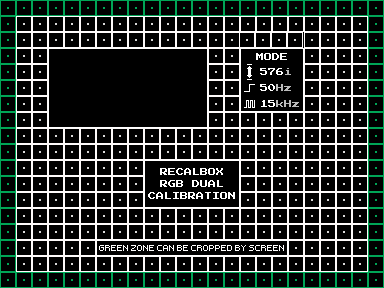 MODE
576i
50Hz
15kHz
RECALBOX
RGB DUAL
CALIBRATION
GREEN ZONE CAN BE CROPPED BY SCREEN